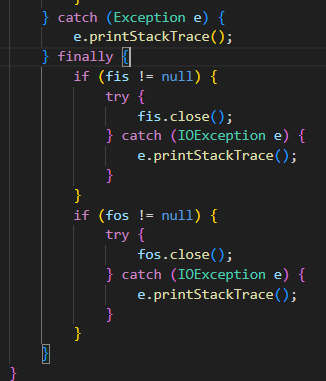 } catch (Exception e) {
e.printStackTrace();
} finally {
if (fis != null) {
try {
fis.close();
} catch (IOException e) {
e.printStackTrace();
}
}
if (fos != null) {
try {
fos.close();
} catch (IOException e) {
e.printStackTrace();
}
}
}
}